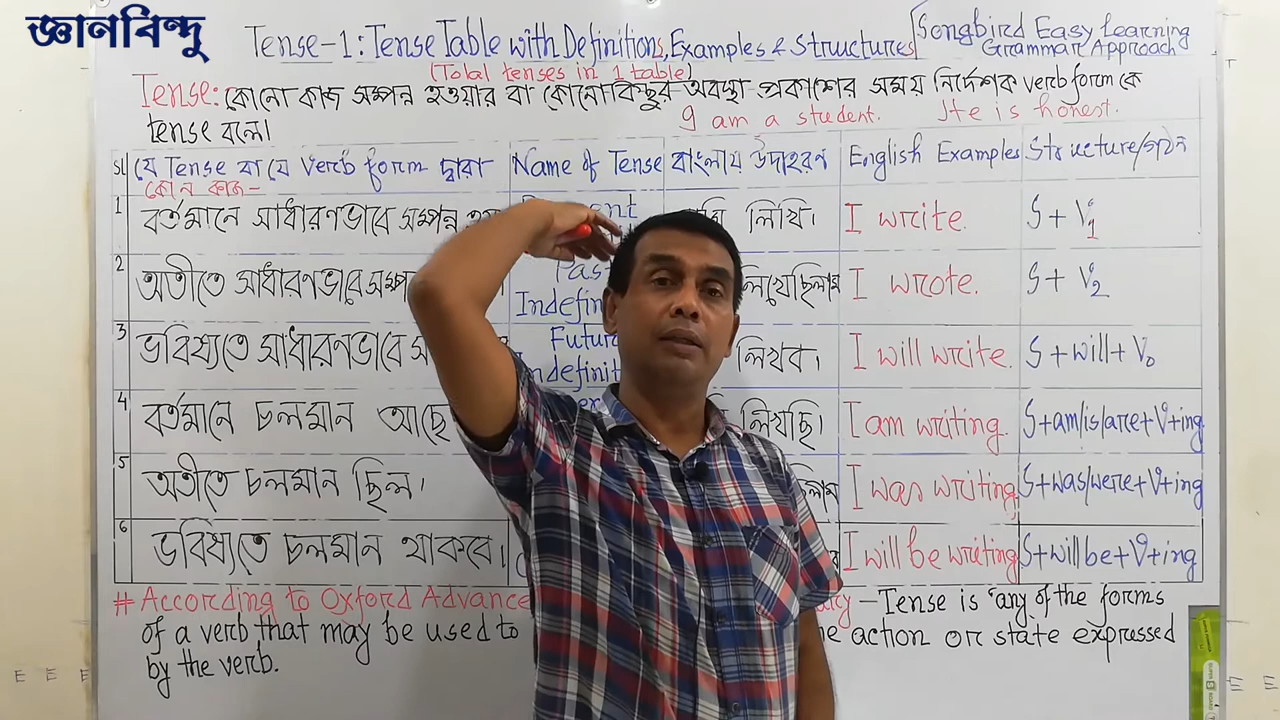 জ্ঞানবিন্দু
Tense-1: Tense Table with Definitions, Examples & Structures
Songbird Easy Learning
Grammar Approach
(Total tenses in 1 table)
Tense: কোনো কাজ সম্পন্ন হওয়ার বা কোনোকিছুর অবস্থা প্রকাশের সময় নির্দেশক verb form কে
I am a student. He is honest.
tense বলে।
SL যে Tense বা যে Verb form দ্বারা Name of Tense বাংলায় উদাহরণ English Examples Structure/গঠন
কোন কাজ-
1 বর্তমানে সাধারণভাবে সম্পন্ন লিখি। I write. S + V1
2 অতীতে সাধারণভাবে Past লিখেছিলাম I wrote. S + V2
3 ভবিষ্যতে সাধারণভাবে লিখব। I will write. S + will + V0
4 বর্তমানে চলমান আছে লিখছি। I am writing. S+am/is/are+V+ing
5 অতীতে চলমান ছিল। I was writing. S+was/were+V+ing
6 ভবিষ্যতে চলমান থাকবে। I will be writing S+will be+V+ing
# According to Oxford Advance - Tense is "any of the forms
of a verb that may be used to action or state expressed
by the verb.